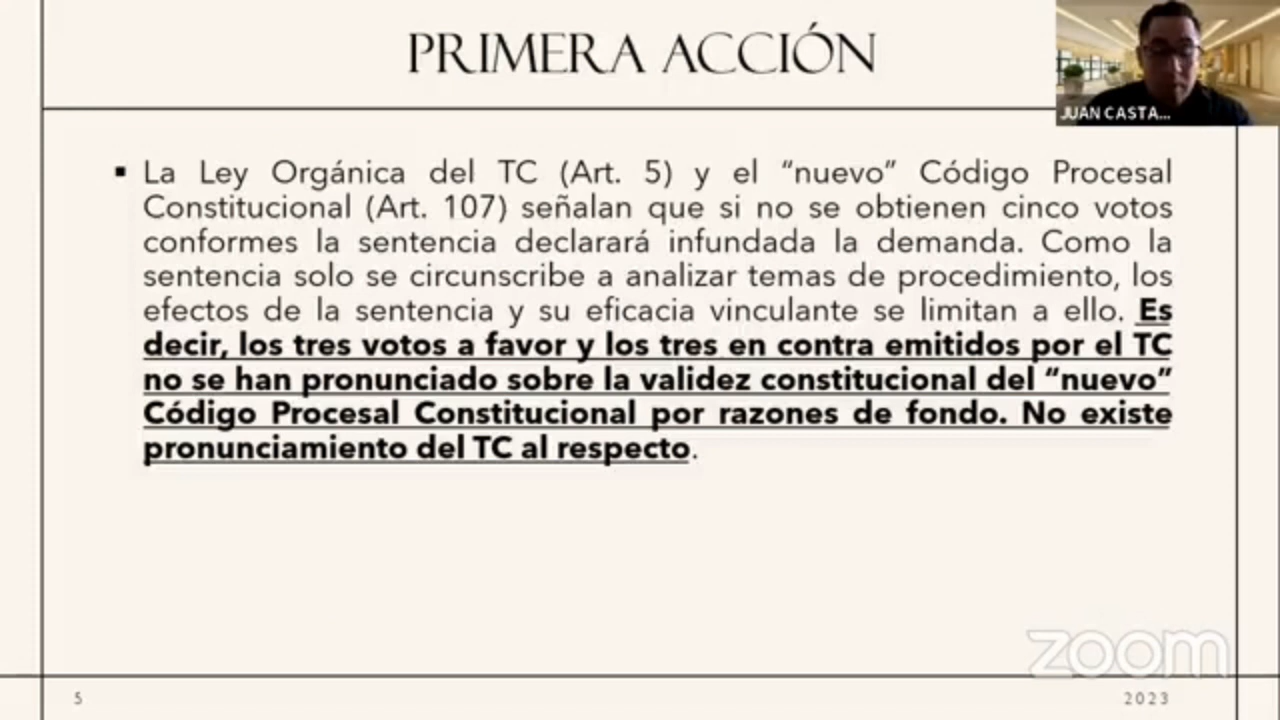 PRIMERA ACCIÓN
JUAN CASTA...
▪ La Ley Orgánica del TC (Art. 5) y el “nuevo” Código Procesal
Constitucional (Art. 107) señalan que si no se obtienen cinco votos
conformes la sentencia declarará infundada la demanda. Como la
sentencia solo se circunscribe a analizar temas de procedimiento, los
efectos de la sentencia y su eficacia vinculante se limitan a ello. Es
decir, los tres votos a favor y los tres en contra emitidos por el TC
no se han pronunciado sobre la validez constitucional del “nuevo”
Código Procesal Constitucional por razones de fondo. No existe
pronunciamiento del TC al respecto.
zoom
5
2023